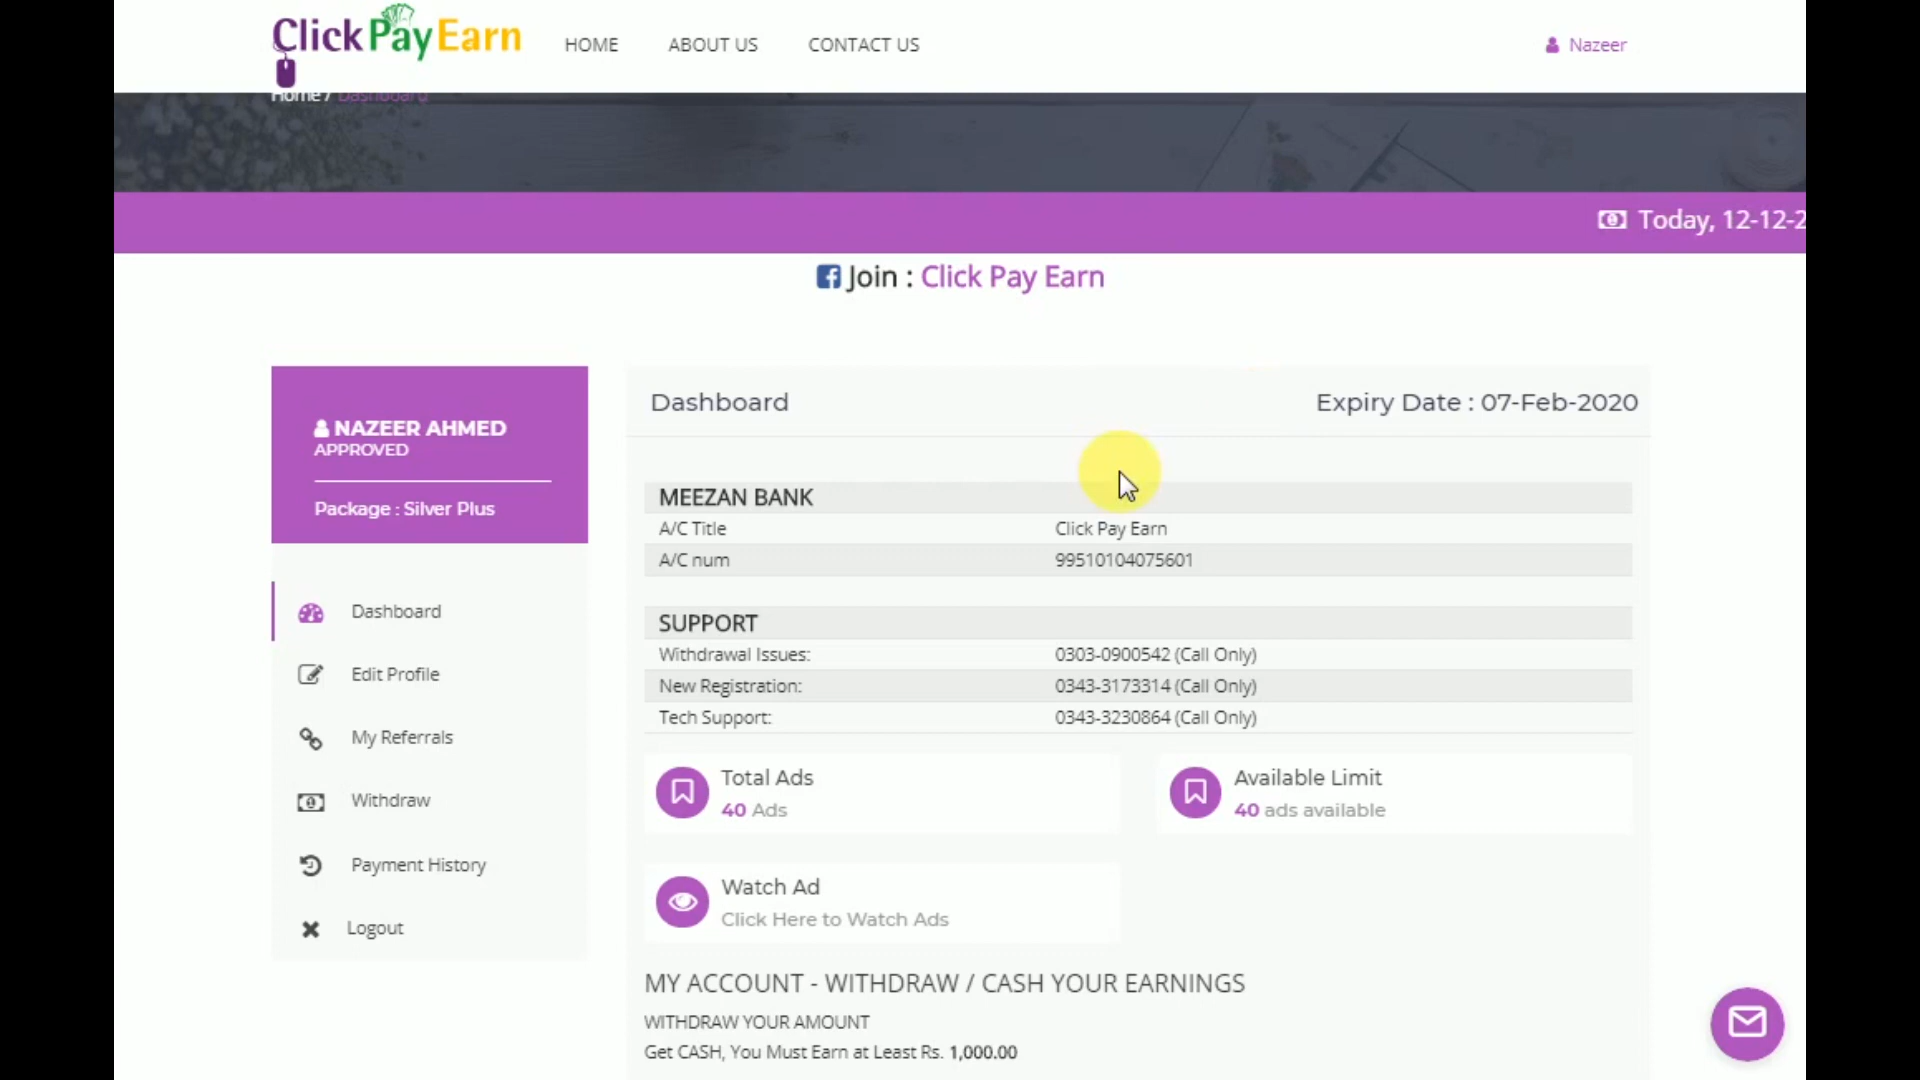 Click Pay Earn
HOME
ABOUT US
CONTACT US
Nazeer
Home / Dashboard
Today, 12-12-2
Join : Click Pay Earn
NAZEER AHMED
APPROVED
Package : Silver Plus
Dashboard
Edit Profile
My Referrals
Withdraw
Payment History
Logout
Dashboard
Expiry Date : 07-Feb-2020
MEEZAN BANK
A/C Title Click Pay Earn
A/C num 99510104075601
SUPPORT
Withdrawal Issues: 0303-0900542 (Call Only)
New Registration: 0343-3173314 (Call Only)
Tech Support: 0343-3230864 (Call Only)
Total Ads
40 Ads
Available Limit
40 ads available
Watch Ad
Click Here to Watch Ads
MY ACCOUNT - WITHDRAW / CASH YOUR EARNINGS
WITHDRAW YOUR AMOUNT
Get CASH, You Must Earn at Least Rs. 1,000.00